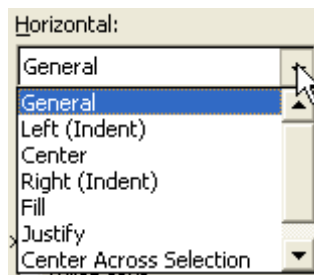 Horizontal:
General
General
Left (Indent)
Center
Right (Indent)
Fill
Justify
Center Across Selection